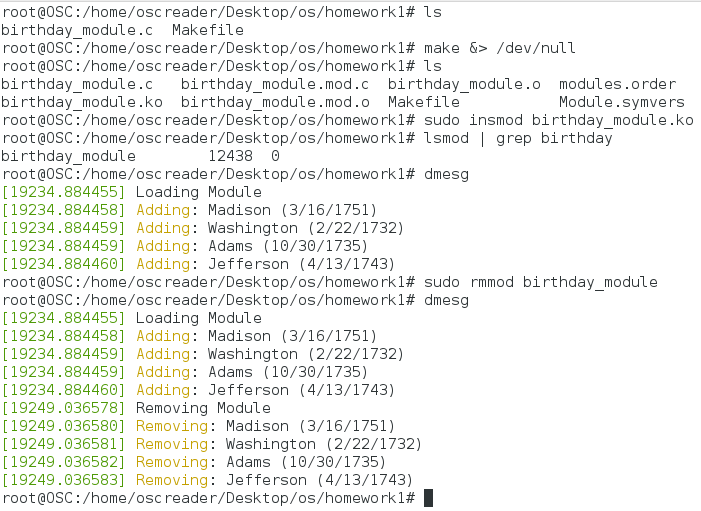 root@OSC:/home/oscreader/Desktop/os/homework1# ls
birthday_module.c  Makefile
root@OSC:/home/oscreader/Desktop/os/homework1# make &> /dev/null
root@OSC:/home/oscreader/Desktop/os/homework1# ls
birthday_module.c   birthday_module.mod.c  birthday_module.o  modules.order
birthday_module.ko  birthday_module.mod.o  Makefile           Module.symvers
root@OSC:/home/oscreader/Desktop/os/homework1# sudo insmod birthday_module.ko
root@OSC:/home/oscreader/Desktop/os/homework1# lsmod | grep birthday
birthday_module        12438  0
root@OSC:/home/oscreader/Desktop/os/homework1# dmesg
[19234.884455] Loading Module
[19234.884458] Adding: Madison (3/16/1751)
[19234.884459] Adding: Washington (2/22/1732)
[19234.884459] Adding: Adams (10/30/1735)
[19234.884460] Adding: Jefferson (4/13/1743)
root@OSC:/home/oscreader/Desktop/os/homework1# sudo rmmod birthday_module
root@OSC:/home/oscreader/Desktop/os/homework1# dmesg
[19234.884455] Loading Module
[19234.884458] Adding: Madison (3/16/1751)
[19234.884459] Adding: Washington (2/22/1732)
[19234.884459] Adding: Adams (10/30/1735)
[19234.884460] Adding: Jefferson (4/13/1743)
[19249.036578] Removing Module
[19249.036580] Removing: Madison (3/16/1751)
[19249.036581] Removing: Washington (2/22/1732)
[19249.036582] Removing: Adams (10/30/1735)
[19249.036583] Removing: Jefferson (4/13/1743)
root@OSC:/home/oscreader/Desktop/os/homework1#